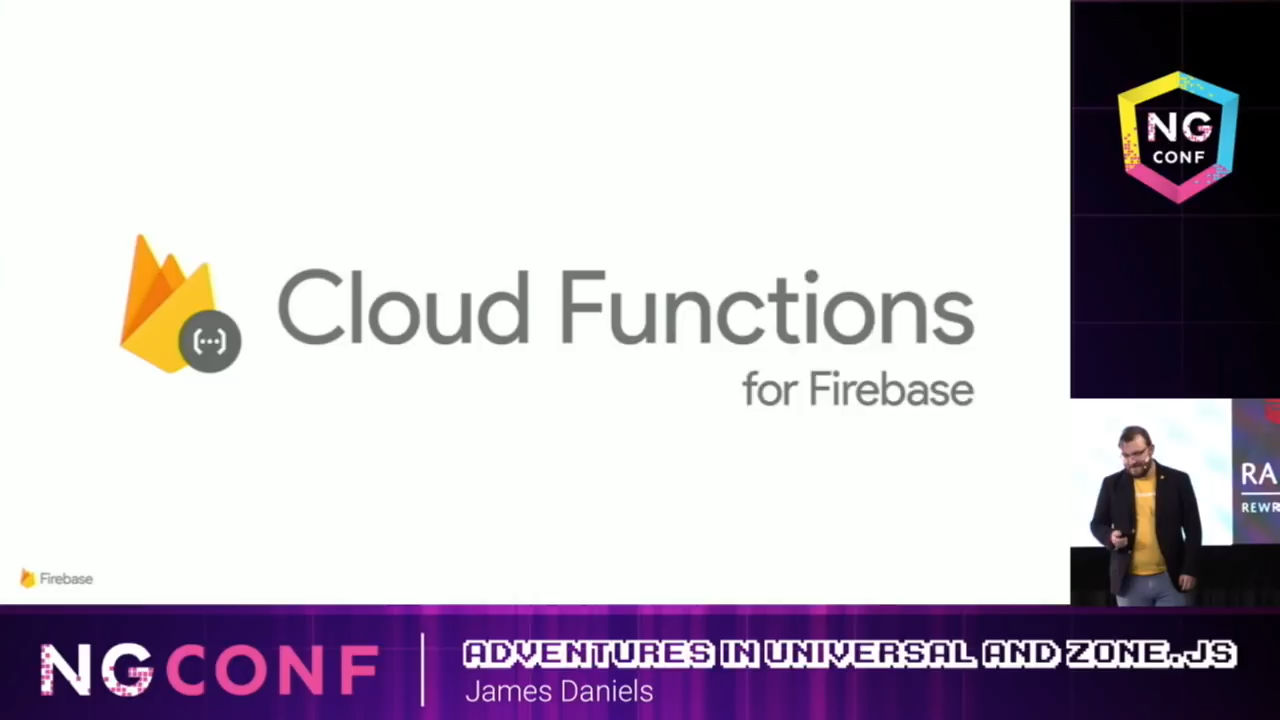 Cloud Functions
for Firebase
Firebase
NG
CONF
RA
REWR
NGCONF
ADVENTURES IN UNIVERSAL AND ZONE.JS
James Daniels